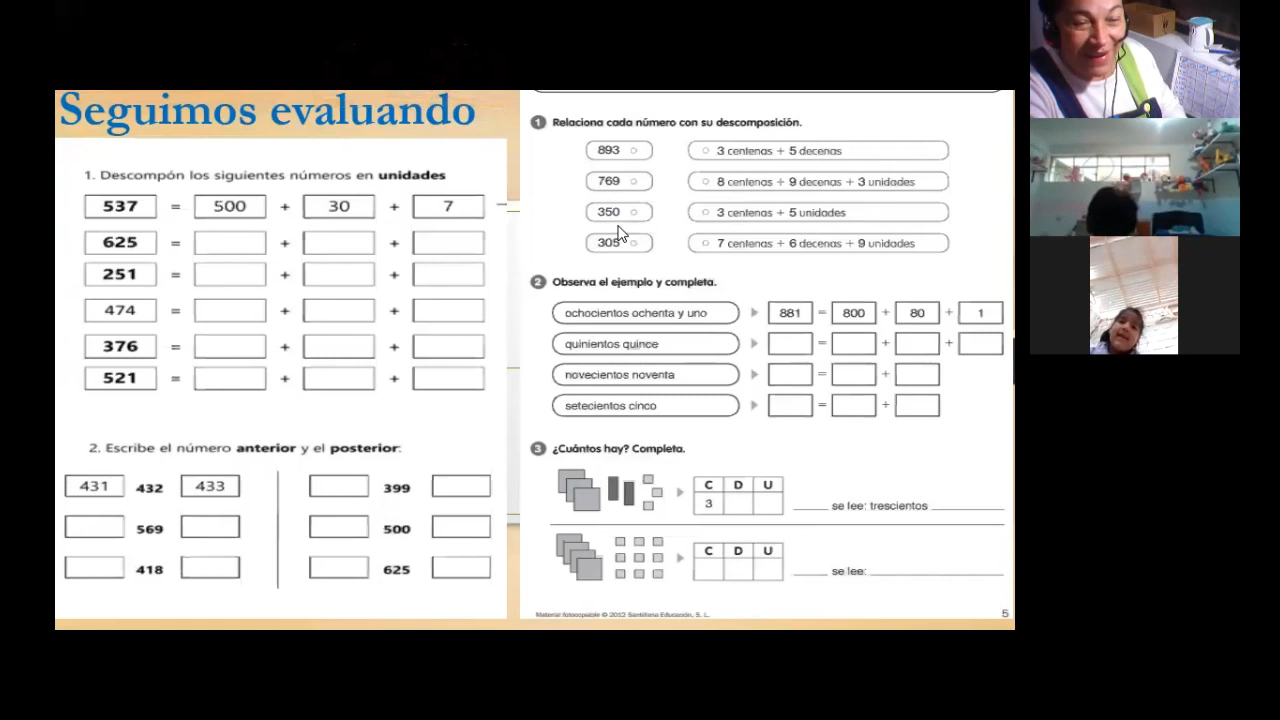 Seguimos evaluando
1. Descompón los siguientes números en unidades
537 = 500 + 30 + 7
625 = + +
251 = + +
474 = + +
376 = + +
521 = + +
2. Escribe el número anterior y el posterior:
431 432 433
569
418
399
500
625
1 Relaciona cada número con su descomposición.
893 3 centenas + 5 decenas
769 8 centenas + 9 decenas + 3 unidades
350 3 centenas + 5 unidades
305 7 centenas + 6 decenas + 9 unidades
2 Observa el ejemplo y completa.
ochocientos ochenta y uno 881 = 800 + 80 + 1
quinientos quince = + +
novecientos noventa = +
setecientos cinco = +
3 ¿Cuántos hay? Completa.
C D U
3 ____ se lee: trescientos ____
C D U
____ se lee: ____
Material fotocopiable © 2012 Santillana Educación, S. L.
5